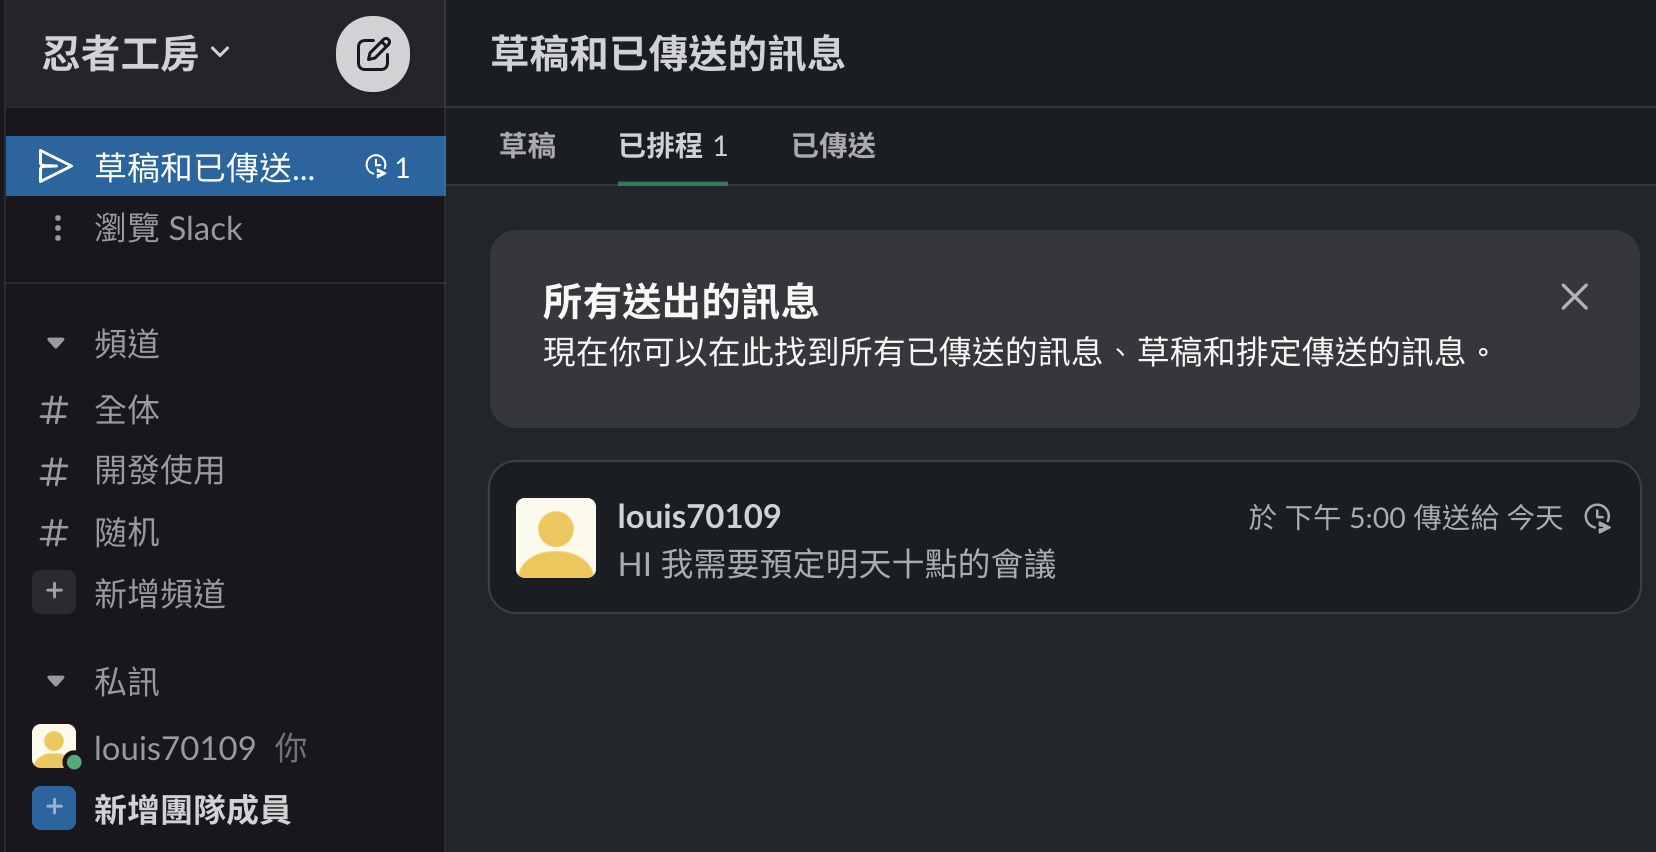 忍者工房
草稿和已傳送... 1
瀏覽 Slack
頻道
# 全体
# 開發使用
# 随机
+ 新增頻道
私訊
louis70109 你
+ 新增團隊成員
草稿和已傳送的訊息
草稿 已排程 1 已傳送
所有送出的訊息
現在你可以在此找到所有已傳送的訊息、草稿和排定傳送的訊息。
louis70109 於 下午 5:00 傳送給 今天
HI 我需要預定明天十點的會議